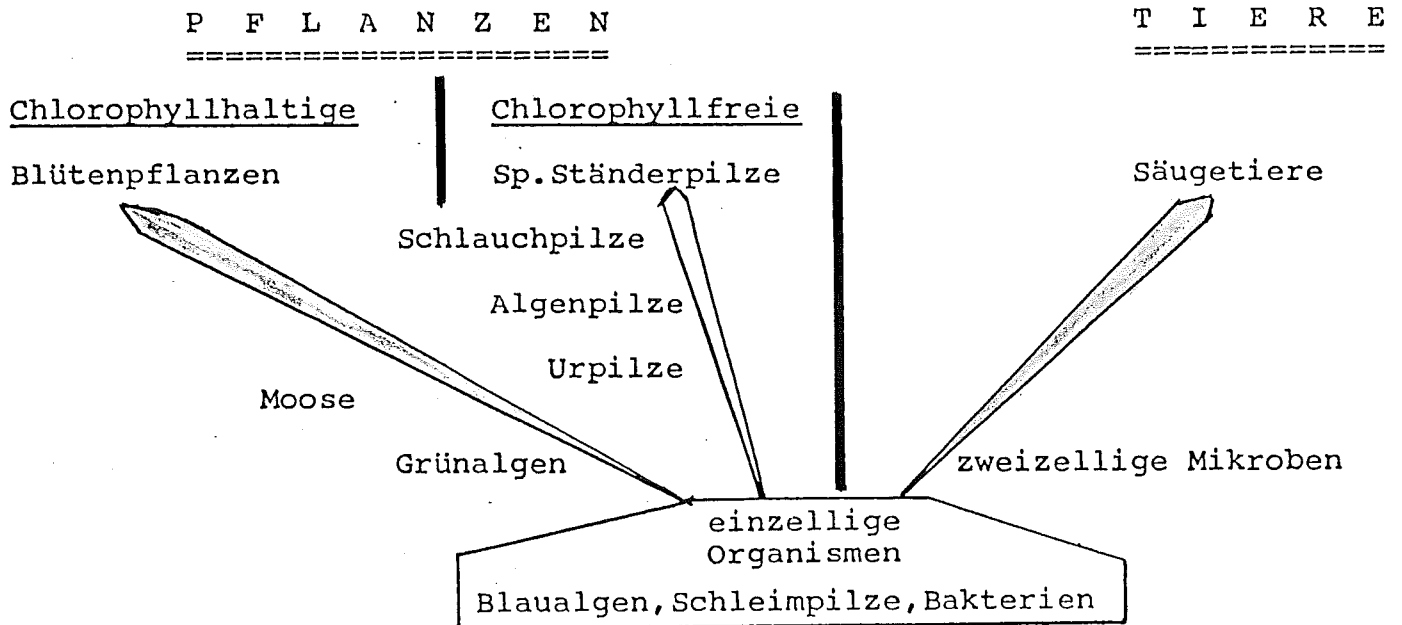 P F L A N Z E N
T I E R E
Chlorophyllhaltige
Chlorophyllfreie
Blütenpflanzen
Sp.Ständerpilze
Säugetiere
Schlauchpilze
Algenpilze
Urpilze
Moose
Grünalgen
zweizellige Mikroben
einzellige
Organismen
Blaualgen,Schleimpilze,Bakterien